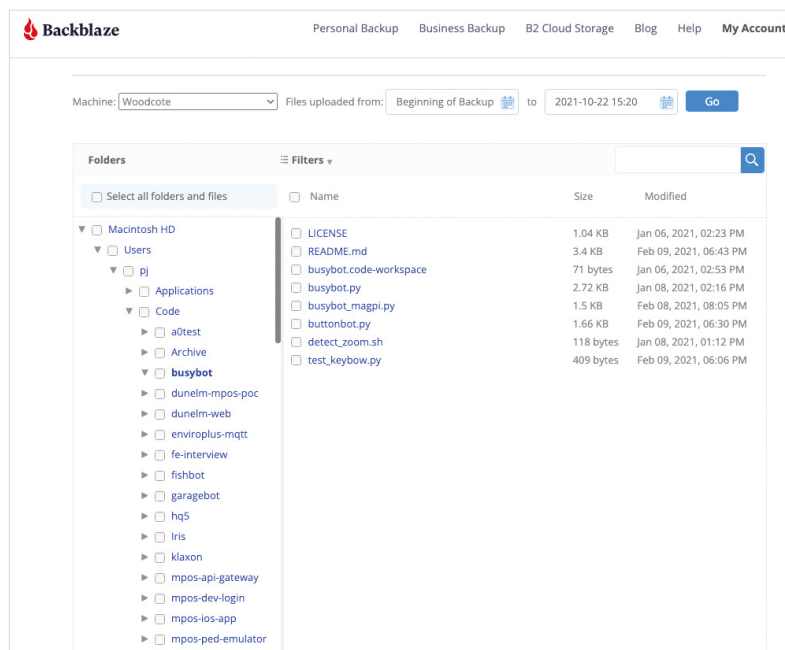 Backblaze Personal Backup Business Backup B2 Cloud Storage Blog Help My Account
Machine: Woodcote Files uploaded from: Beginning of Backup to 2021-10-22 15:20 Go
Folders Filters
Select all folders and files Name Size Modified
Macintosh HD
Users
pj
Applications
Code
a0test
Archive
busybot
dunelm-mpos-poc
dunelm-web
enviroplus-mqtt
fe-interview
fishbot
garagebot
hq5
Iris
klaxon
mpos-api-gateway
mpos-dev-login
mpos-ios-app
mpos-ped-emulator
LICENSE 1.04 KB Jan 06, 2021, 02:23 PM
README.md 3.4 KB Feb 09, 2021, 06:43 PM
busybot.code-workspace 71 bytes Jan 06, 2021, 02:53 PM
busybot.py 2.72 KB Jan 08, 2021, 02:16 PM
busybot_magpi.py 1.5 KB Feb 08, 2021, 08:05 PM
buttonbot.py 1.66 KB Feb 09, 2021, 06:30 PM
detect_zoom.sh 118 bytes Jan 08, 2021, 01:12 PM
test_keybow.py 409 bytes Feb 09, 2021, 06:06 PM